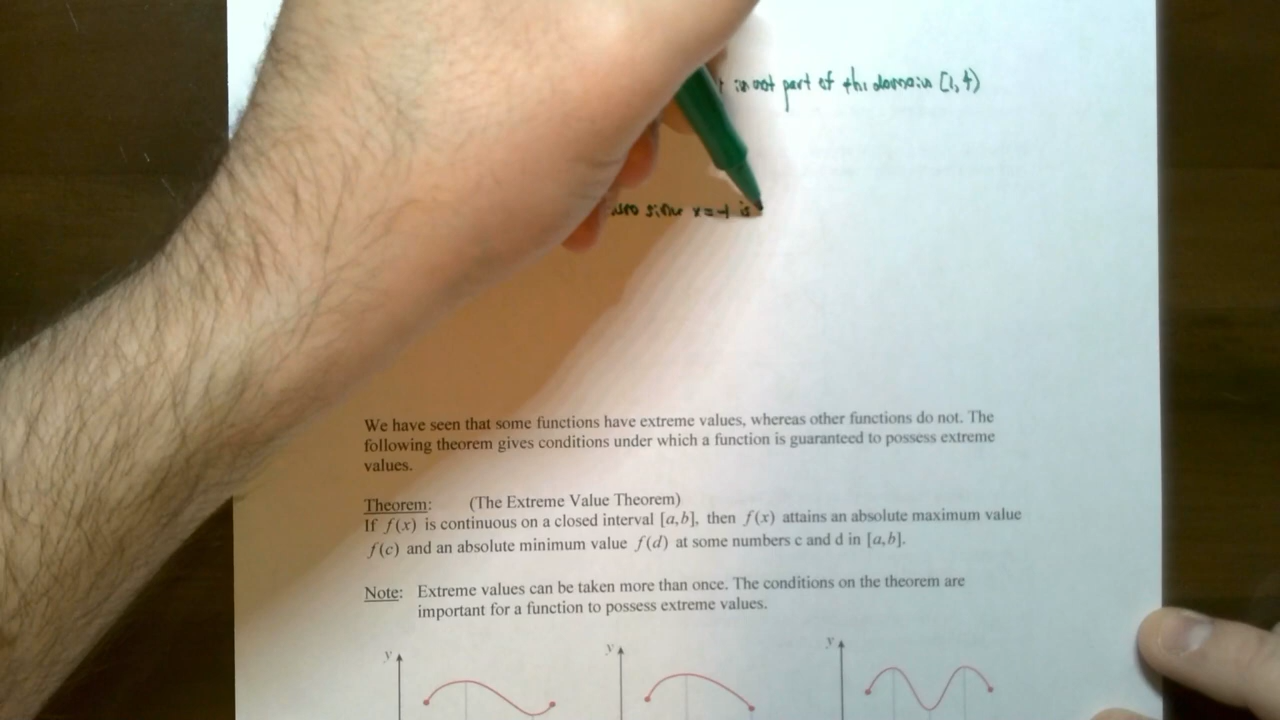 is not part of the domain [1, 4)
since x=-1 is
We have seen that some functions have extreme values, whereas other functions do not. The
following theorem gives conditions under which a function is guaranteed to possess extreme
values.
Theorem: (The Extreme Value Theorem)
If f(x) is continuous on a closed interval [a,b], then f(x) attains an absolute maximum value
f(c) and an absolute minimum value f(d) at some numbers c and d in [a,b].
Note: Extreme values can be taken more than once. The conditions on the theorem are
important for a function to possess extreme values.
y y y